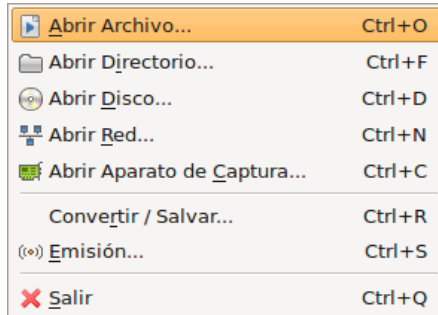 Abrir Archivo... Ctrl+O
Abrir Directorio... Ctrl+F
Abrir Disco... Ctrl+D
Abrir Red... Ctrl+N
Abrir Aparato de Captura... Ctrl+C
Convertir / Salvar... Ctrl+R
Emisión... Ctrl+S
Salir Ctrl+Q